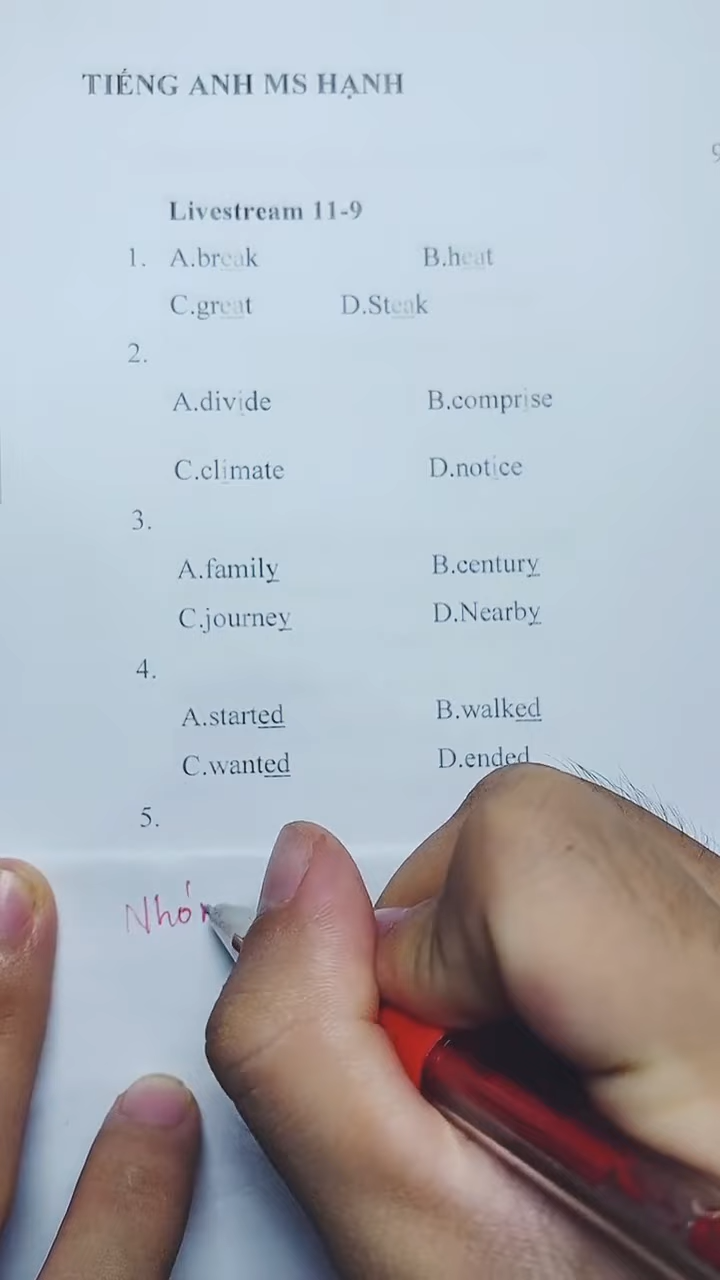 TIẾNG ANH MS HẠNH
Livestream 11-9
1. A.break B.heat
C.great D.Steak
2.
A.divide B.comprise
C.climate D.notice
3.
A.family B.century
C.journey D.Nearby
4.
A.started B.walked
C.wanted D.ended
5.